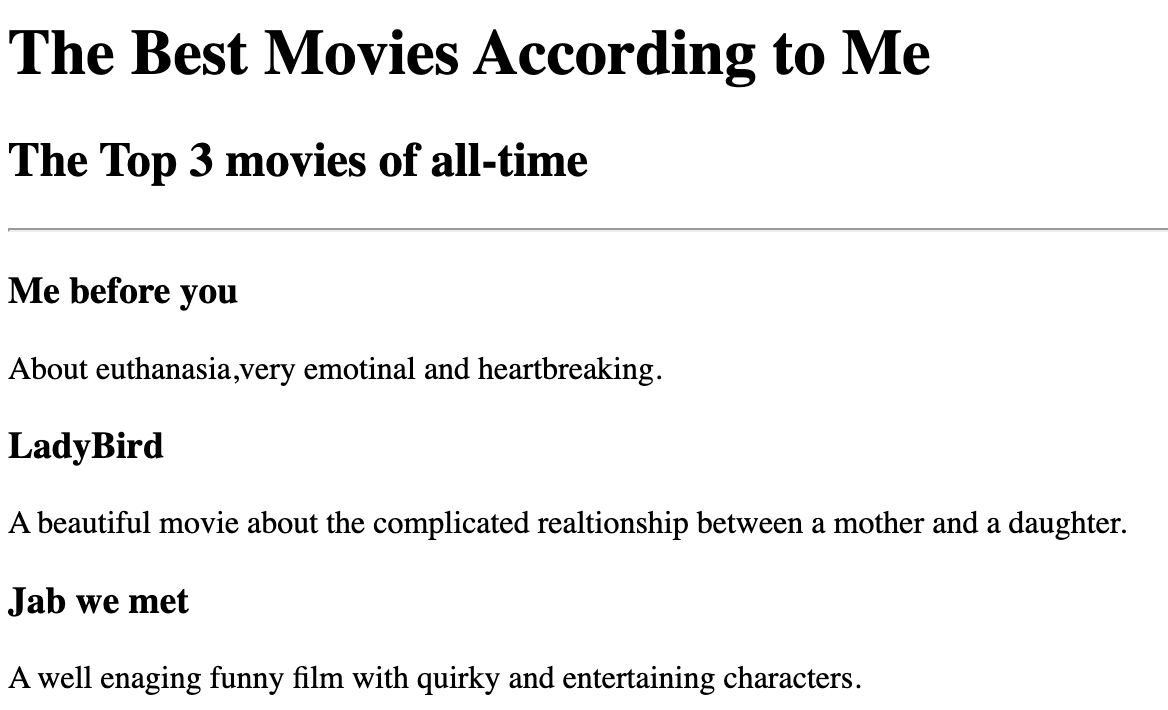 The Best Movies According to Me
The Top 3 movies of all-time
Me before you
About euthanasia,very emotinal and heartbreaking.
LadyBird
A beautiful movie about the complicated realtionship between a mother and a daughter.
Jab we met
A well enaging funny film with quirky and entertaining characters.